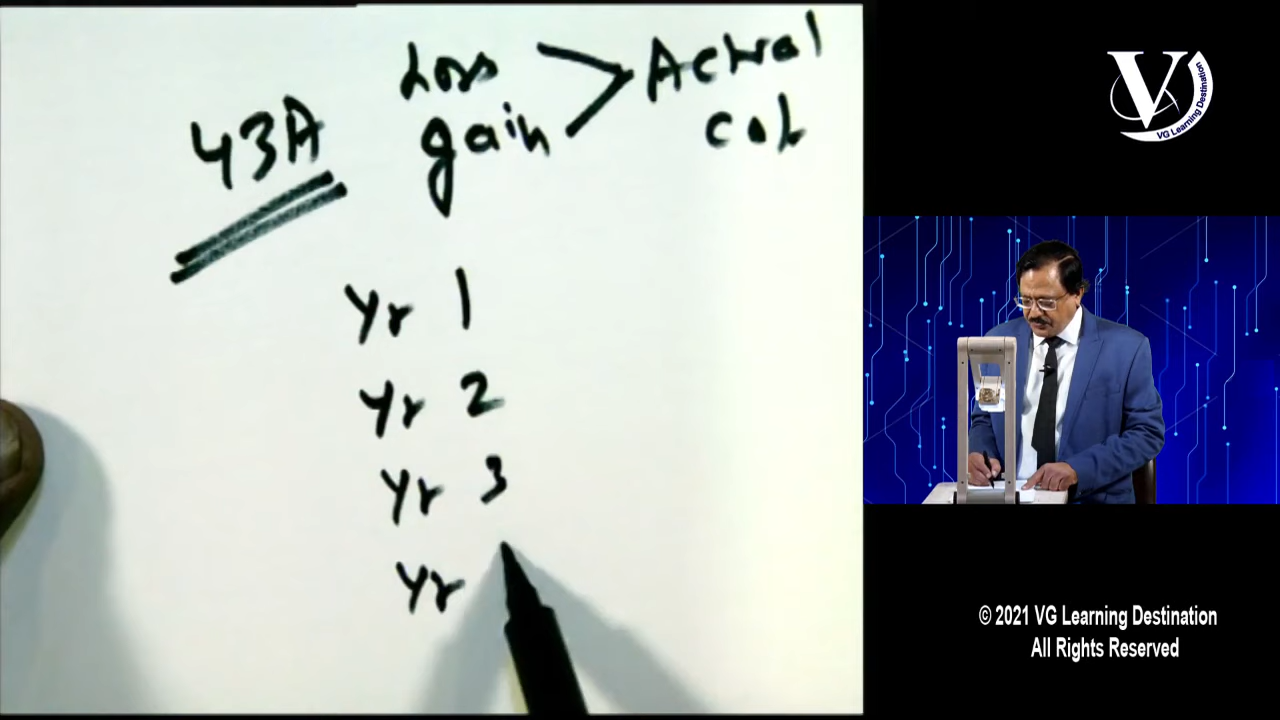 Loss
gain > Actual
cost
43A
Yr 1
Yr 2
Yr 3
Yr
V
VG Learning Destination
© 2021 VG Learning Destination
All Rights Reserved